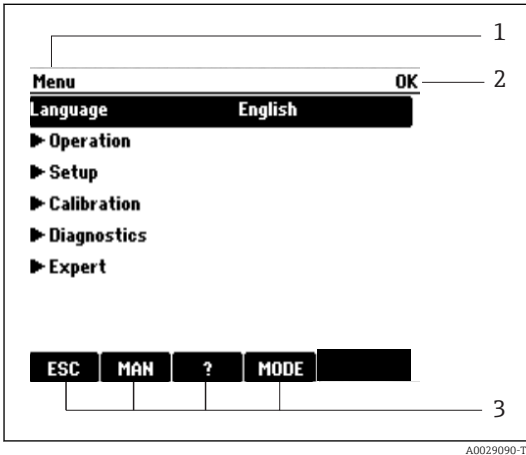 1
Menu OK 2
Language English
Operation
Setup
Calibration
Diagnostics
Expert
ESC MAN ? MODE
3
A0029090-T